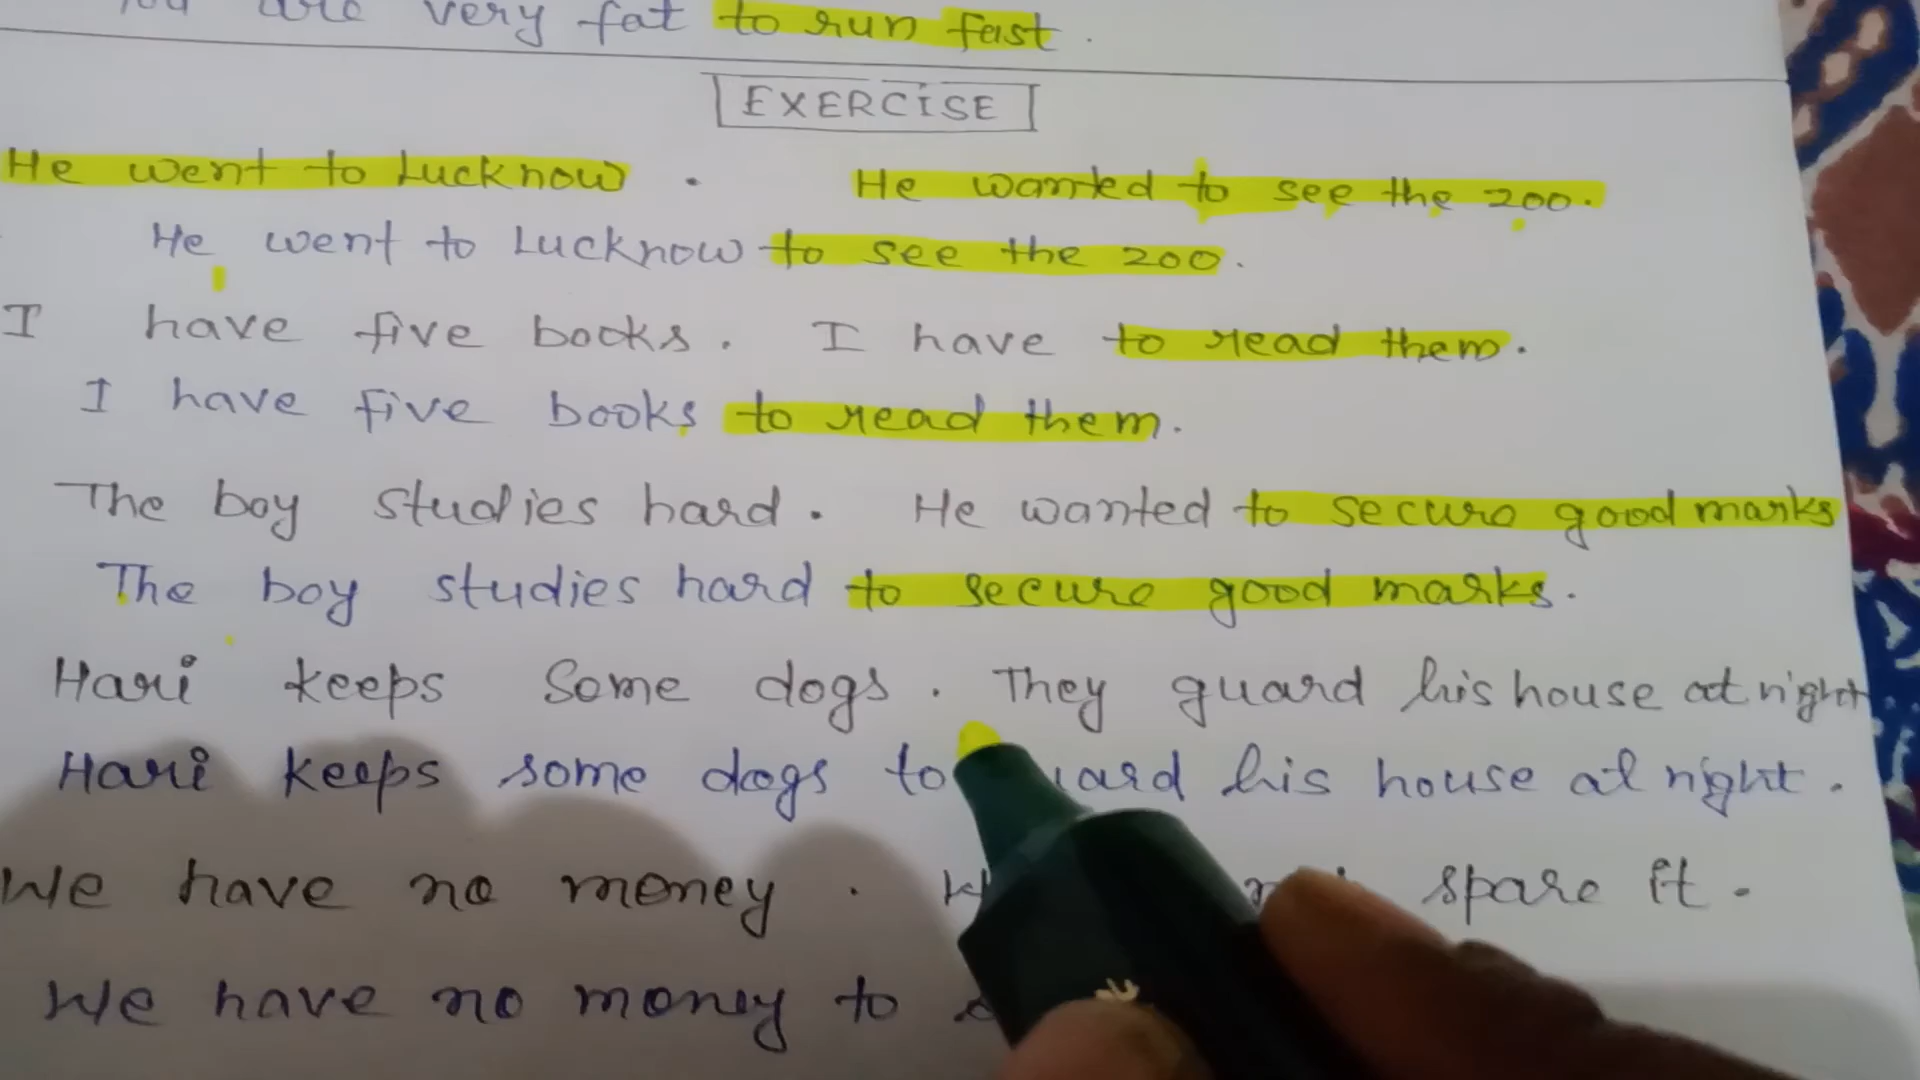 are very fat to run fast.
EXERCISE
He went to Lucknow. He wanted to see the zoo.
He went to Lucknow to see the zoo.
I have five books. I have to read them.
I have five books to read them.
The boy studies hard. He wanted to secure good marks
The boy studies hard to secure good marks.
Hari keeps some dogs. They guard his house at night
Hari keeps some dogs to his house at night.
We have no money. spare it.
We have no money to